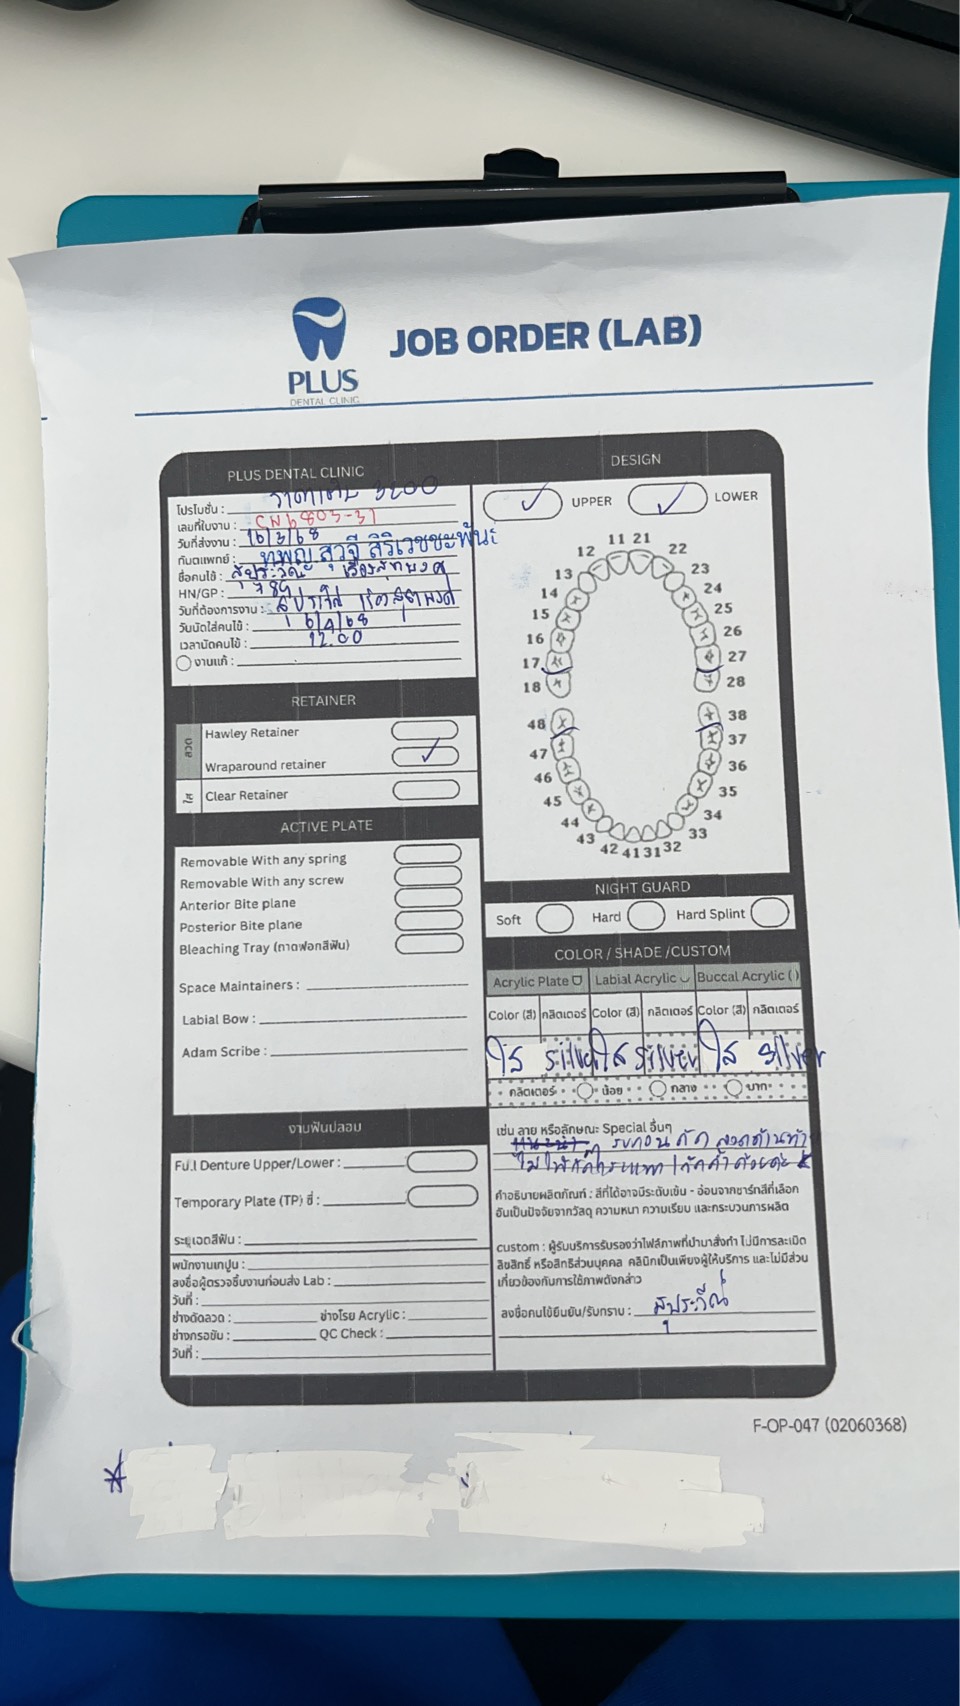 PLUS
DENTAL CLINIC
JOB ORDER (LAB)
PLUS DENTAL CLINIC
โปรโมชั่น : ราคาเต็ม 3200
เลขที่ใบงาน : CN6803-31
วันที่ส่งงาน : 16/3/68
ทันตแพทย์ : ทพญ สุวจี สิริเวชชะพันธ์
ชื่อคนไข้ :
HN/GP :
วันที่ต้องการงาน :
วันนัดใส่คนไข้ : 6/4/68
เวลานัดคนไข้ : 12.00
งานแก้ :
DESIGN
UPPER
LOWER
11 21
12 22
13 23
14 24
15 25
16 26
17 27
18 28
48 38
47 37
46 36
45 35
44 34
43 33
42 41 31 32
RETAINER
ลวด
Hawley Retainer
Wraparound retainer
ใส
Clear Retainer
ACTIVE PLATE
Removable With any spring
Removable With any screw
Anterior Bite plane
Posterior Bite plane
Bleaching Tray (ถาดฟอกสีฟัน)
Space Maintainers :
Labial Bow :
Adam Scribe :
NIGHT GUARD
Soft Hard Hard Splint
COLOR / SHADE /CUSTOM
Acrylic Plate Labial Acrylic Buccal Acrylic ( )
Color (สี) กลิตเตอร์ Color (สี) กลิตเตอร์ Color (สี) กลิตเตอร์
ใส silver ใส silver ใส silver
กลิตเตอร์ น้อย กลาง มาก
เช่น ลาย หรือลักษณะ Special อื่นๆ
รบกวน ดัด ลวดด้านท้าย
คำอธิบายผลิตภัณฑ์ : สีที่ได้อาจมีระดับเข้ม - อ่อนจากชาร์ทสีที่เลือก
อันเป็นปัจจัยจากวัสดุ ความหนา ความเรียบ และกระบวนการผลิต
custom : ผู้รับบริการรับรองว่าไฟล์ภาพที่นำมาสั่งทำ ไม่มีการละเมิด
ลิขสิทธิ์ หรือสิทธิส่วนบุคคล คลินิกเป็นเพียงผู้ให้บริการ และไม่มีส่วน
เกี่ยวข้องกับการใช้ภาพดังกล่าว
ลงชื่อคนไข้ยืนยัน/รับทราบ : สุประวีณ์
งานฟันปลอม
Full Denture Upper/Lower :
Temporary Plate (TP) ซี่ :
ระบุเฉดสีฟัน :
พนักงานเทปูน :
ลงชื่อผู้ตรวจชิ้นงานก่อนส่ง Lab :
วันที่ :
ช่างดัดลวด : ช่างโรย Acrylic :
ช่างกรอขัด : QC Check :
วันที่ :
F-OP-047 (02060368)